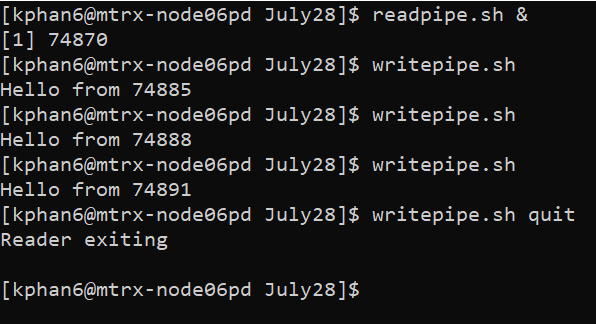 [kphan6@mtrx-node06pd July28]$ readpipe.sh &
[1] 74870
[kphan6@mtrx-node06pd July28]$ writepipe.sh
Hello from 74885
[kphan6@mtrx-node06pd July28]$ writepipe.sh
Hello from 74888
[kphan6@mtrx-node06pd July28]$ writepipe.sh
Hello from 74891
[kphan6@mtrx-node06pd July28]$ writepipe.sh quit
Reader exiting
[kphan6@mtrx-node06pd July28]$